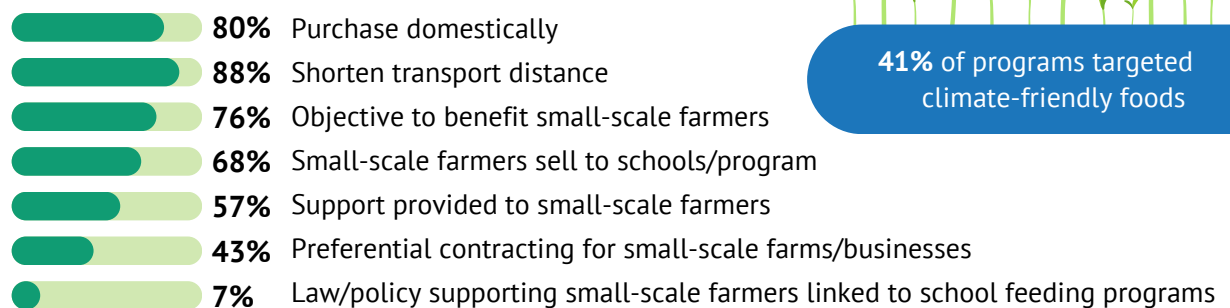 80% Purchase domestically
88% Shorten transport distance
76% Objective to benefit small-scale farmers
68% Small-scale farmers sell to schools/program
57% Support provided to small-scale farmers
43% Preferential contracting for small-scale farms/businesses
7% Law/policy supporting small-scale farmers linked to school feeding programs
41% of programs targeted
climate-friendly foods